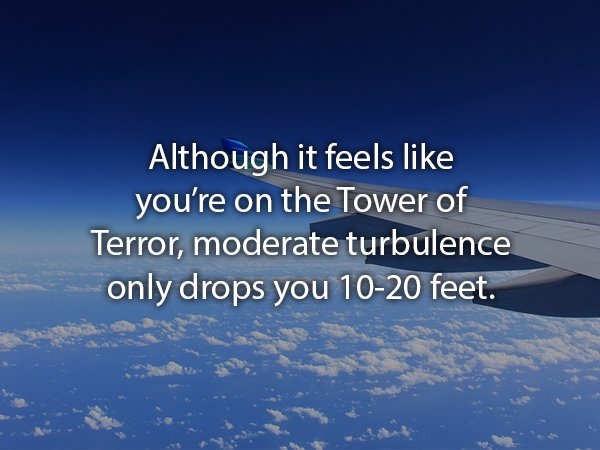 Although it feels like
you’re on the Tower of
Terror, moderate turbulence
only drops you 10-20 feet.